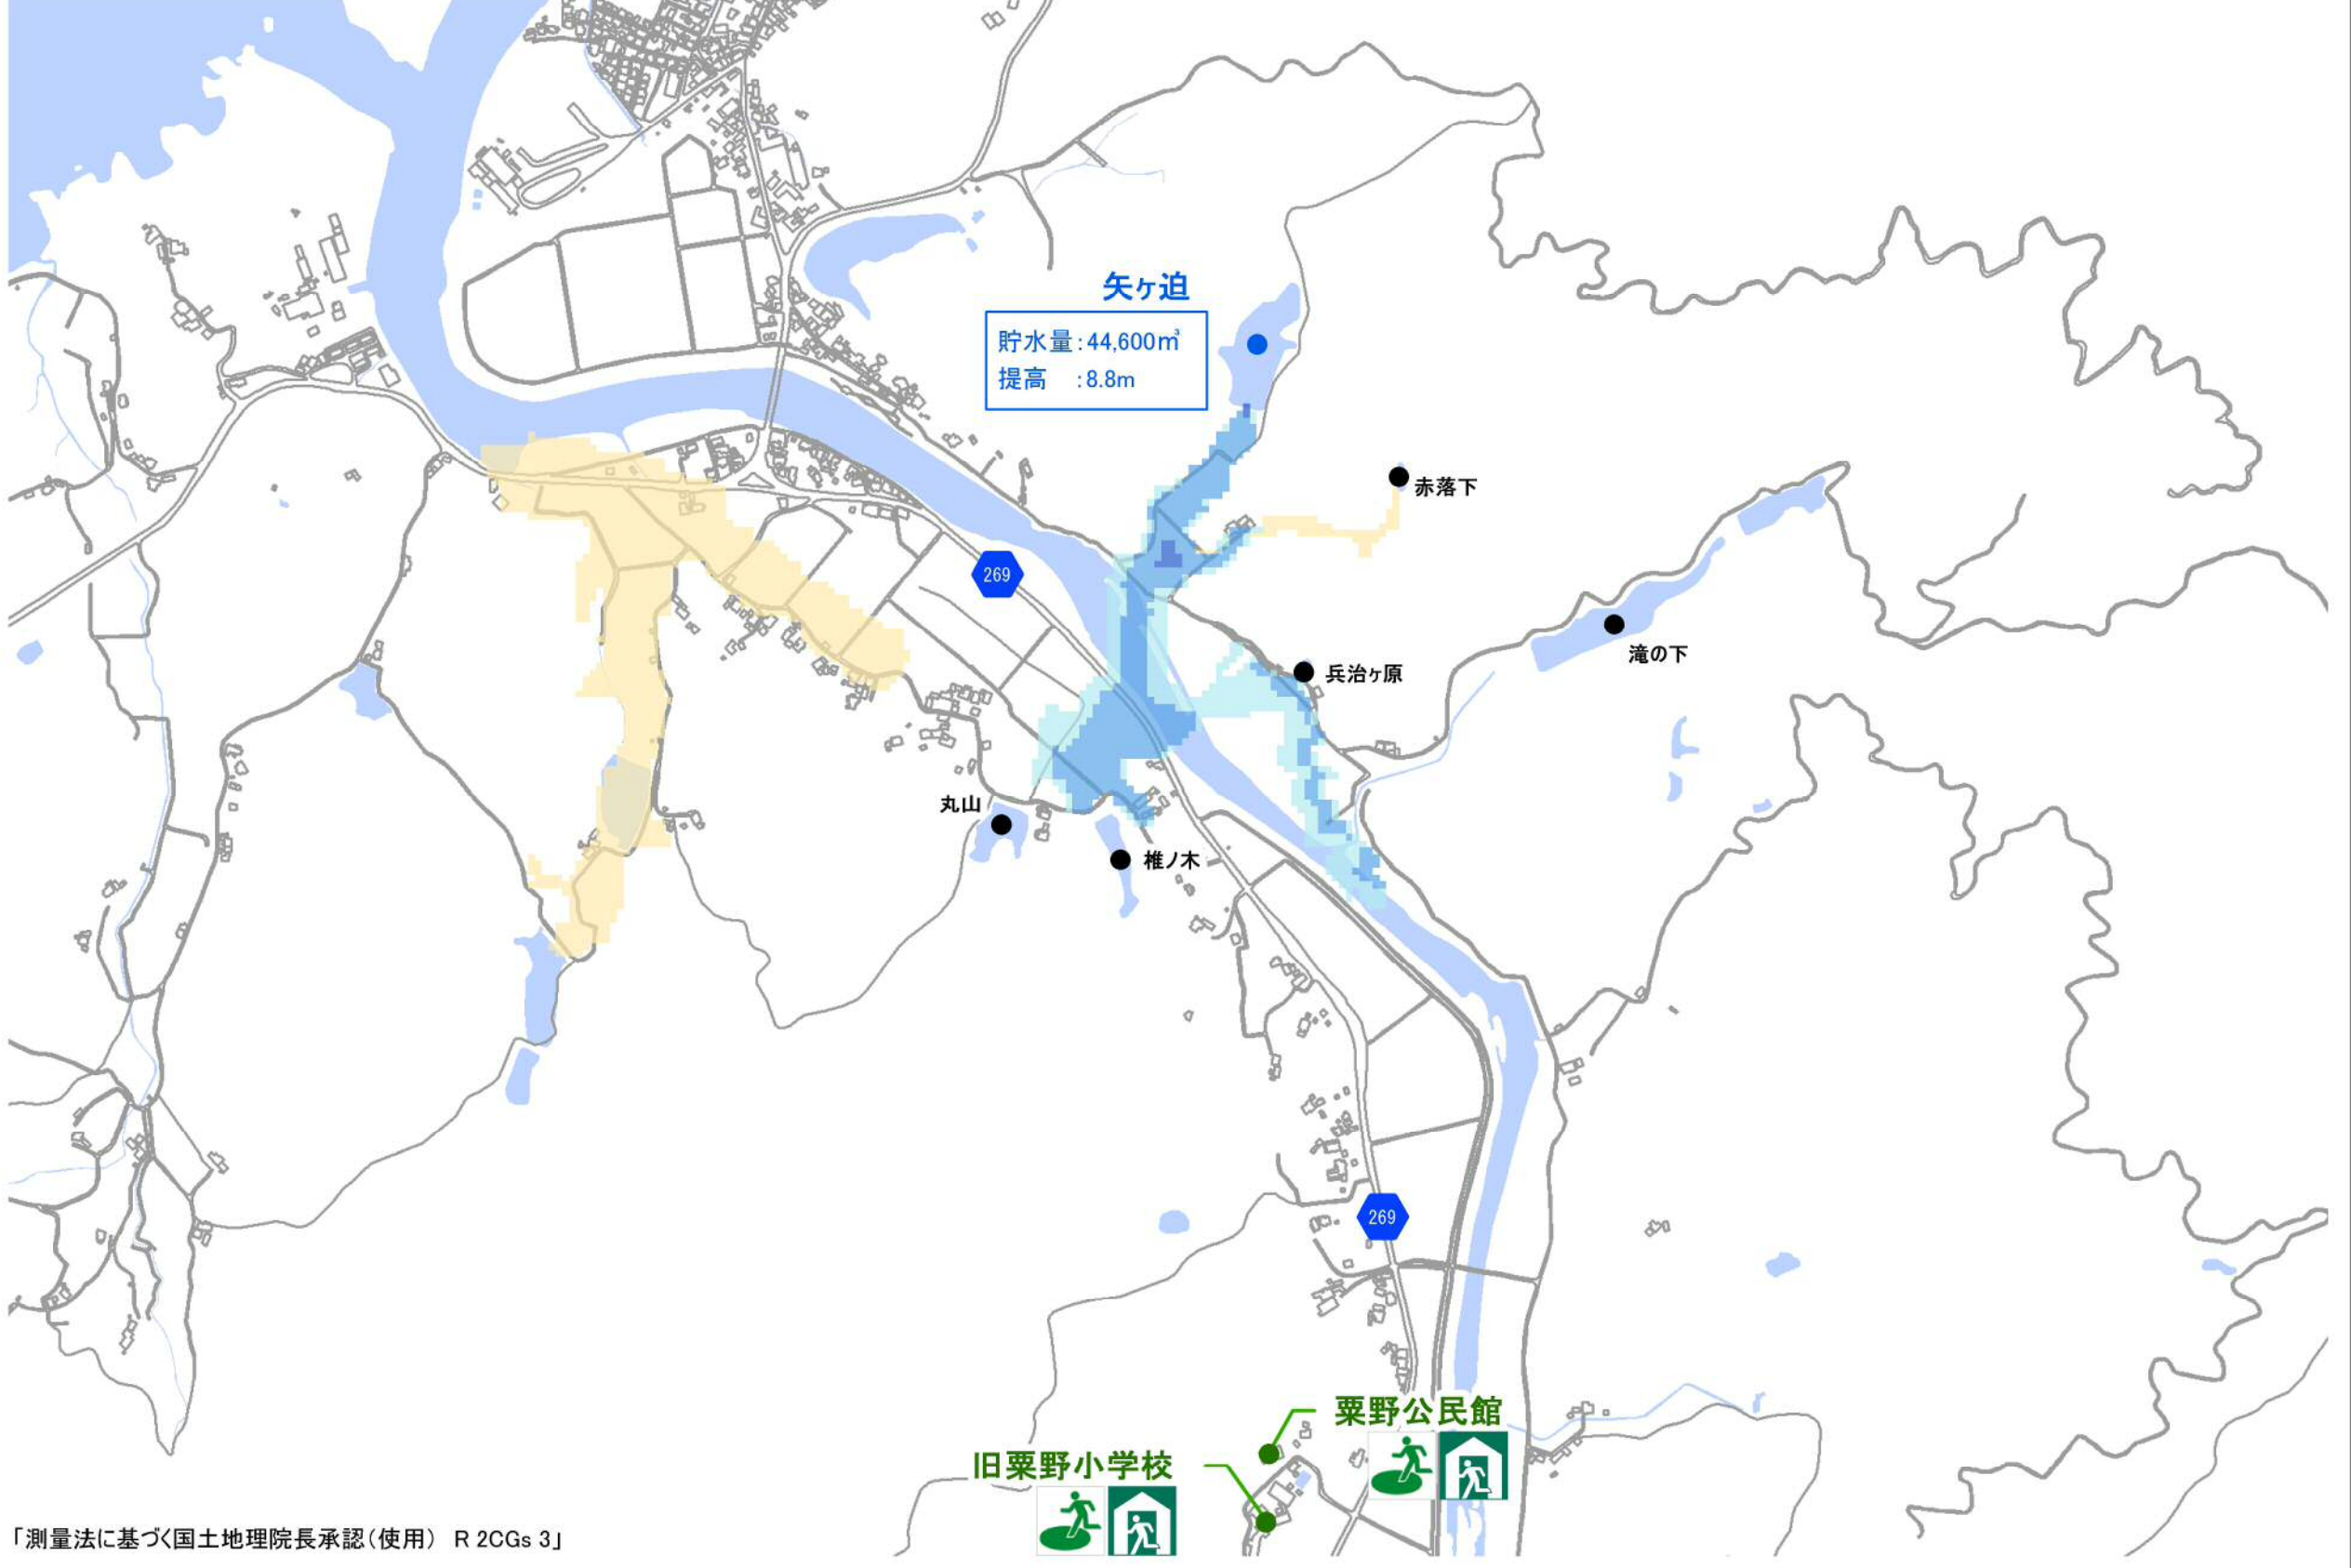 矢ヶ迫
貯水量:44,600㎥
提高 :8.8m
赤落下
269
滝の下
兵治ヶ原
丸山
椎ノ木
269
粟野公民館
旧粟野小学校
「測量法に基づく国土地理院長承認(使用) R 2CGs 3」